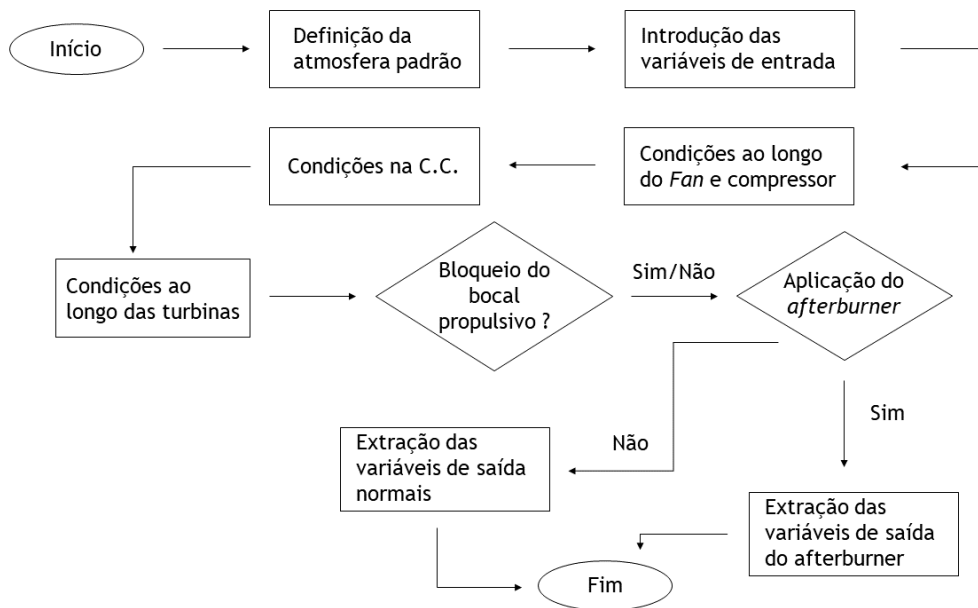 Início
Definição da
atmosfera padrão
Introdução das
variáveis de entrada
Condições ao longo
do Fan e compressor
Condições na C.C.
Condições ao
longo das turbinas
Bloqueio do
bocal
propulsivo ?
Sim/Não
Aplicação do
afterburner
Sim
Não
Extração das
variáveis de saída
normais
Extração das
variáveis de saída
do afterburner
Fim